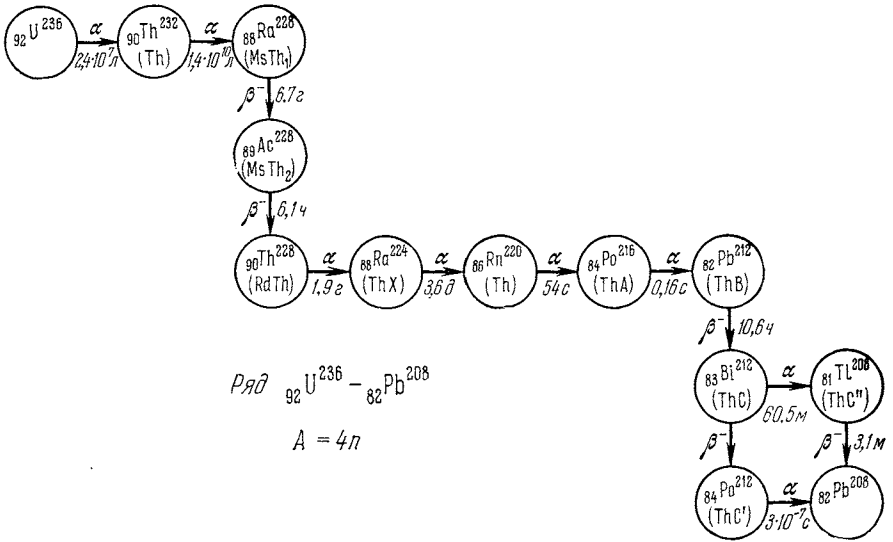 ₉₂U²³⁶ α 2,4·10⁷л ₉₀Th²³² (Th) α 1,4·10¹⁰л ₈₈Ra²²⁸ (MsTh₁)
β⁻ 6.7г
₈₉Ac²²⁸ (MsTh₂)
β⁻ 6,1ч
₉₀Th²²⁸ (RdTh) α 1,9г ₈₈Ra²²⁴ (ThX) α 3,6д ₈₆Rn²²⁰ (Th) α 54с ₈₄Po²¹⁶ (ThA) α 0,16с ₈₂Pb²¹² (ThB)
β⁻ 10,6ч
₈₃Bi²¹² (ThC) α 60.5м ₈₁Tl²⁰⁸ (ThC")
Ряд ₉₂U²³⁶ – ₈₂Pb²⁰⁸
A = 4n
β⁻ β⁻ 3,1м
₈₄Po²¹² (ThC') α 3·10⁻⁷с ₈₂Pb²⁰⁸